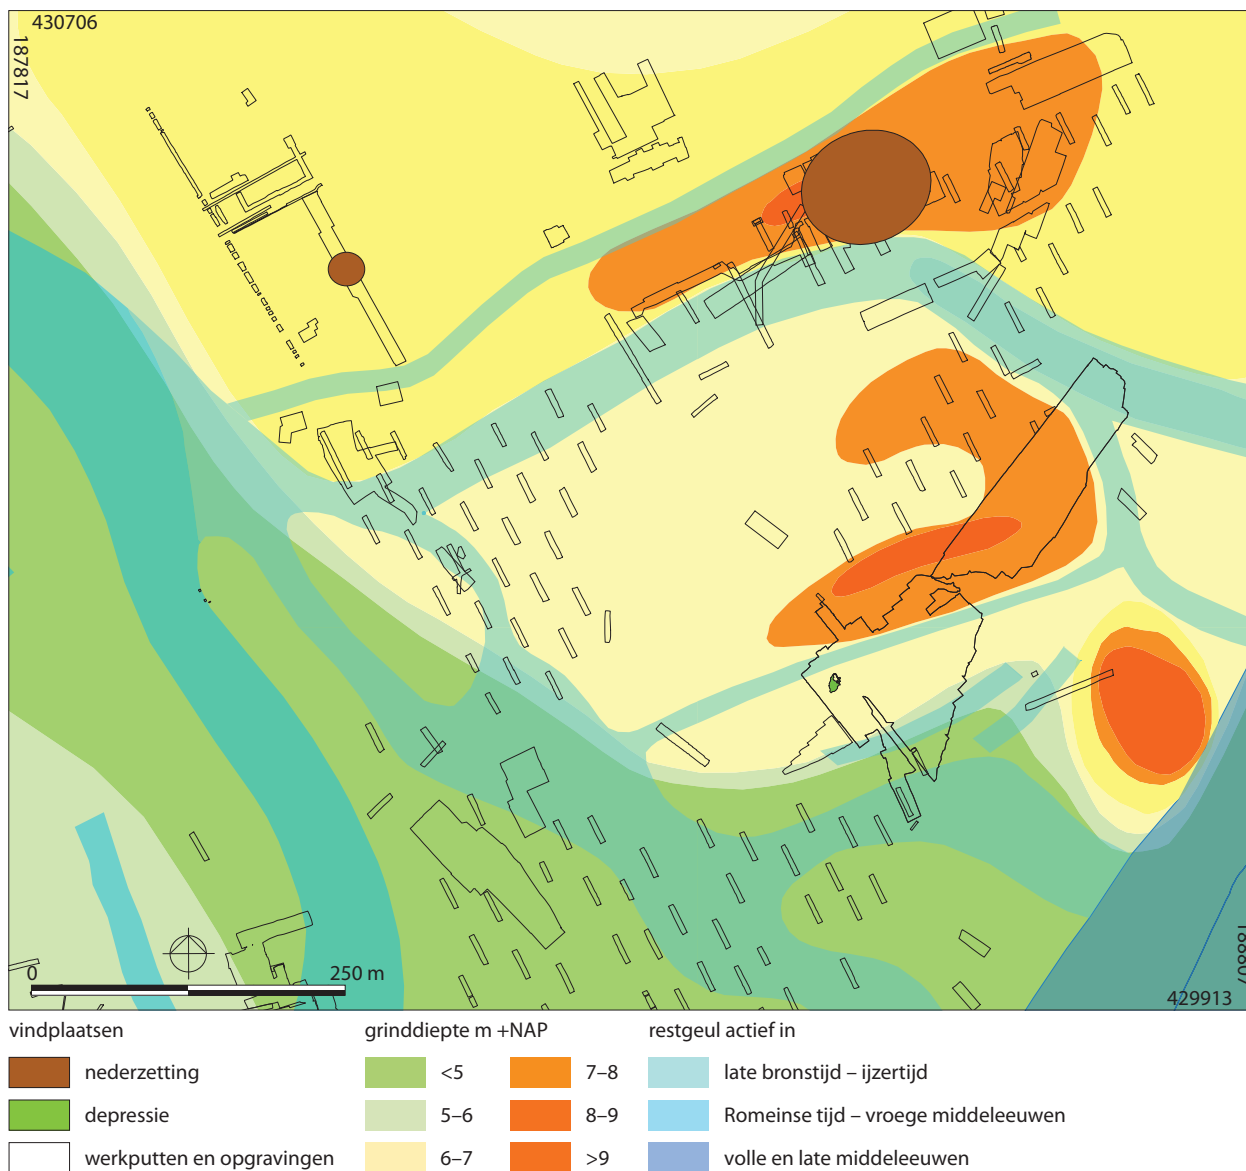 430706
187817
0 250 m
188807
429913
vindplaatsen
nederzetting
depressie
werkputten en opgravingen
grinddiepte m +NAP
<5
5–6
6–7
7–8
8–9
>9
restgeul actief in
late bronstijd – ijzertijd
Romeinse tijd – vroege middeleeuwen
volle en late middeleeuwen